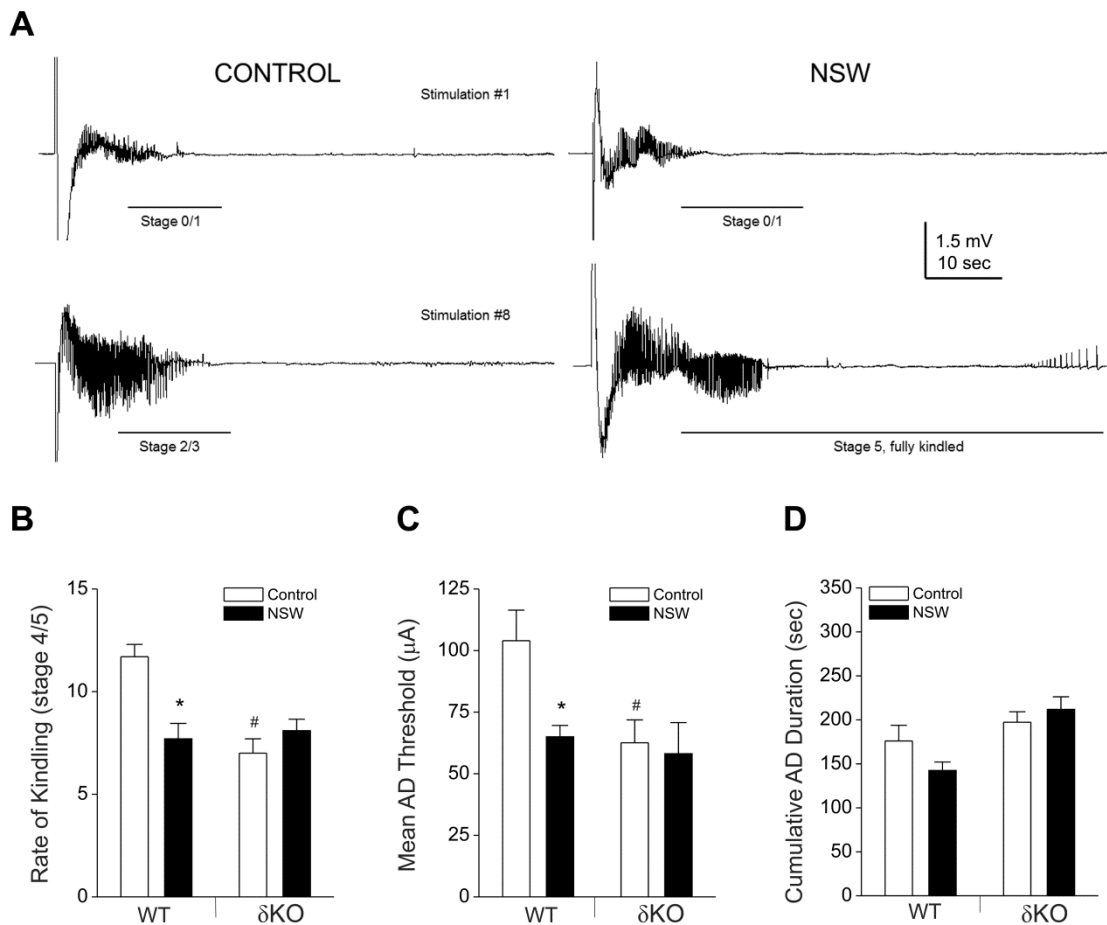 A
CONTROL
NSW
Stimulation #1
Stage 0/1
Stage 0/1
1.5 mV
10 sec
Stimulation #8
Stage 2/3
Stage 5, fully kindled
B
Rate of Kindling (stage 4/5)
15
10
5
0
Control
NSW
*
#
WT
δKO
C
Mean AD Threshold (μA)
125
100
75
50
25
0
Control
NSW
*
#
WT
δKO
D
Cumulative AD Duration (sec)
350
300
250
200
150
100
50
0
Control
NSW
WT
δKO